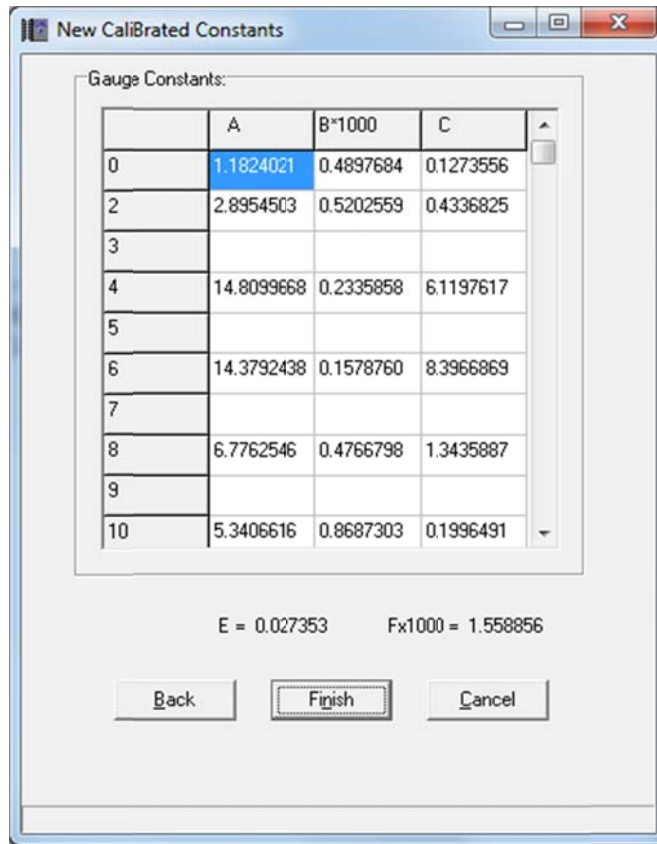 New CaliBrated Constants
Gauge Constants:
A B*1000 C
0 1.1824021 0.4897684 0.1273556
2 2.8954503 0.5202559 0.4336825
3
4 14.8099668 0.2335858 6.1197617
5
6 14.3792438 0.1578760 8.3966869
7
8 6.7762546 0.4766798 1.3435887
9
10 5.3406616 0.8687303 0.1996491
E = 0.027353 Fx1000 = 1.558856
Back Finish Cancel